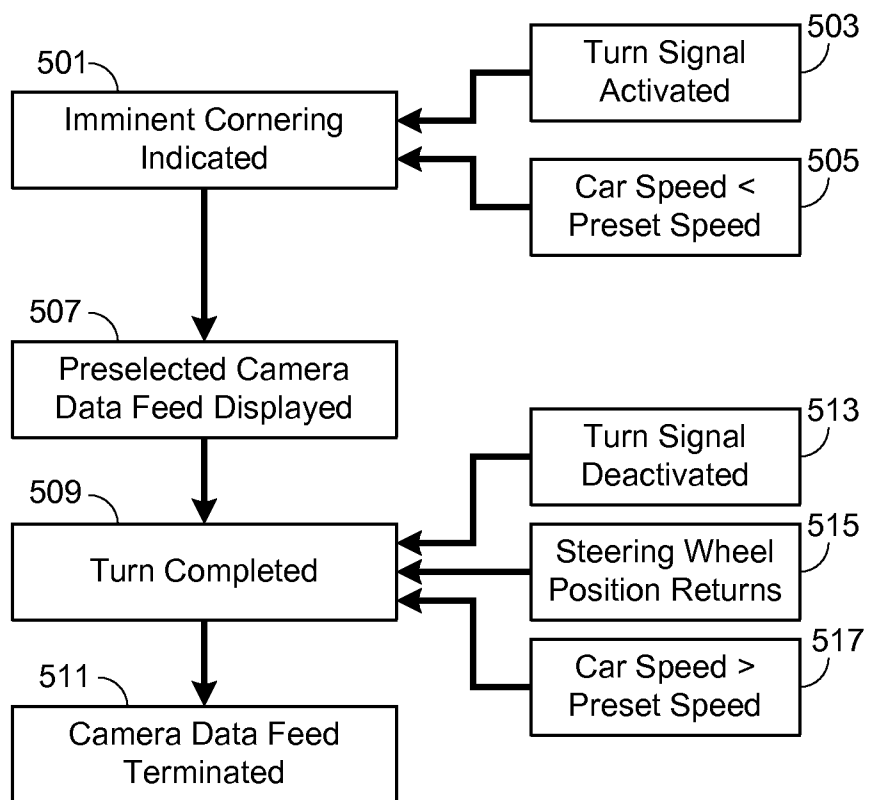 503
Turn Signal
Activated
501
Imminent Cornering
Indicated
505
Car Speed <
Preset Speed
507
Preselected Camera
Data Feed Displayed
513
Turn Signal
Deactivated
509
Turn Completed
515
Steering Wheel
Position Returns
517
Car Speed >
Preset Speed
511
Camera Data Feed
Terminated